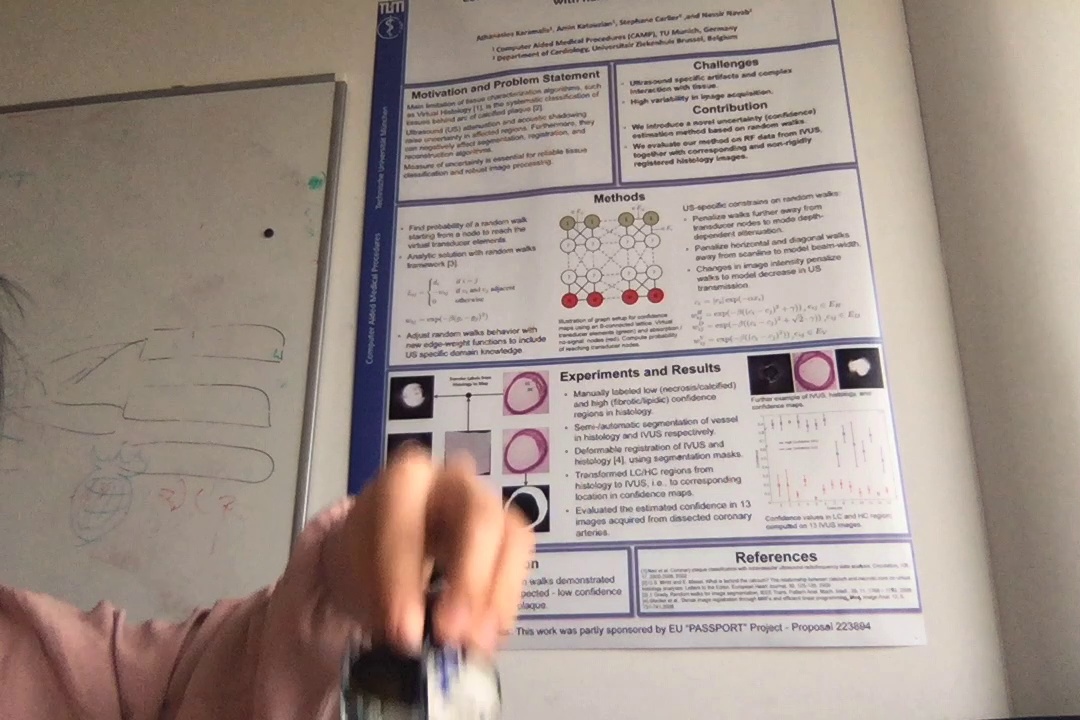 TUM
Athanasios Karamalis¹, Amin Katouzian¹, Stephane Carlier², and Nassir Navab¹
¹ Computer Aided Medical Procedures (CAMP), TU Munich, Germany
² Department of Cardiology, Universitair Ziekenhuis Brussel, Belgium
Technische Universität München
Computer Aided Medical Procedures
Motivation and Problem Statement
Main limitation of tissue characterization algorithms, such
as Virtual Histology [1], is the systematic classification of
tissues behind arc of calcified plaque [2].
Ultrasound (US) attenuation and acoustic shadowing
raise uncertainty in affected regions. Furthermore, they
can negatively affect segmentation, registration, and
reconstruction algorithms.
Measure of uncertainty is essential for reliable tissue
classification and robust image processing.
Challenges
• Ultrasound specific artifacts and complex
interaction with tissue.
• High variability in image acquisition.
Contribution
• We introduce a novel uncertainty (confidence)
estimation method based on random walks.
• We evaluate our method on RF data from IVUS,
together with corresponding and non-rigidly
registered histology images.
Methods
• Find probability of a random walk
starting from a node to reach the
virtual transducer elements.
• Analytic solution with random walks
framework [3].
if i = j
if vᵢ and vⱼ adjacent
otherwise
• Adjust random walks behavior with
new edge-weight functions to include
US specific domain knowledge
Illustration of graph setup for confidence
maps using an 8-connected lattice. Virtual
transducer elements (green) and absorption /
no-signal nodes (red). Compute probability
of reaching transducer nodes.
US-specific constrains on random walks:
• Penalize walks further away from
transducer nodes to model depth-
dependent attenuation.
• Penalize horizontal and diagonal walks
away from scanline to model beam-width.
• Changes in image intensity penalize
walks to model decrease in US
transmission.
Experiments and Results
• Manually labeled low (necrosis/calcified)
and high (fibrotic/lipidic) confidence
regions in histology.
• Semi-/automatic segmentation of vessel
in histology and IVUS respectively.
• Deformable registration of IVUS and
histology [4], using segmentation masks.
• Transformed LC/HC regions from
histology to IVUS, i.e., to corresponding
location in confidence maps.
• Evaluated the estimated confidence in 13
images acquired from dissected coronary
arteries.
Further example of IVUS, histology, and
confidence maps.
Confidence values in LC and HC region
computed on 13 IVUS images.
walks demonstrated
low confidence
plaque.
References
This work was partly sponsored by EU "PASSPORT" Project - Proposal 223894